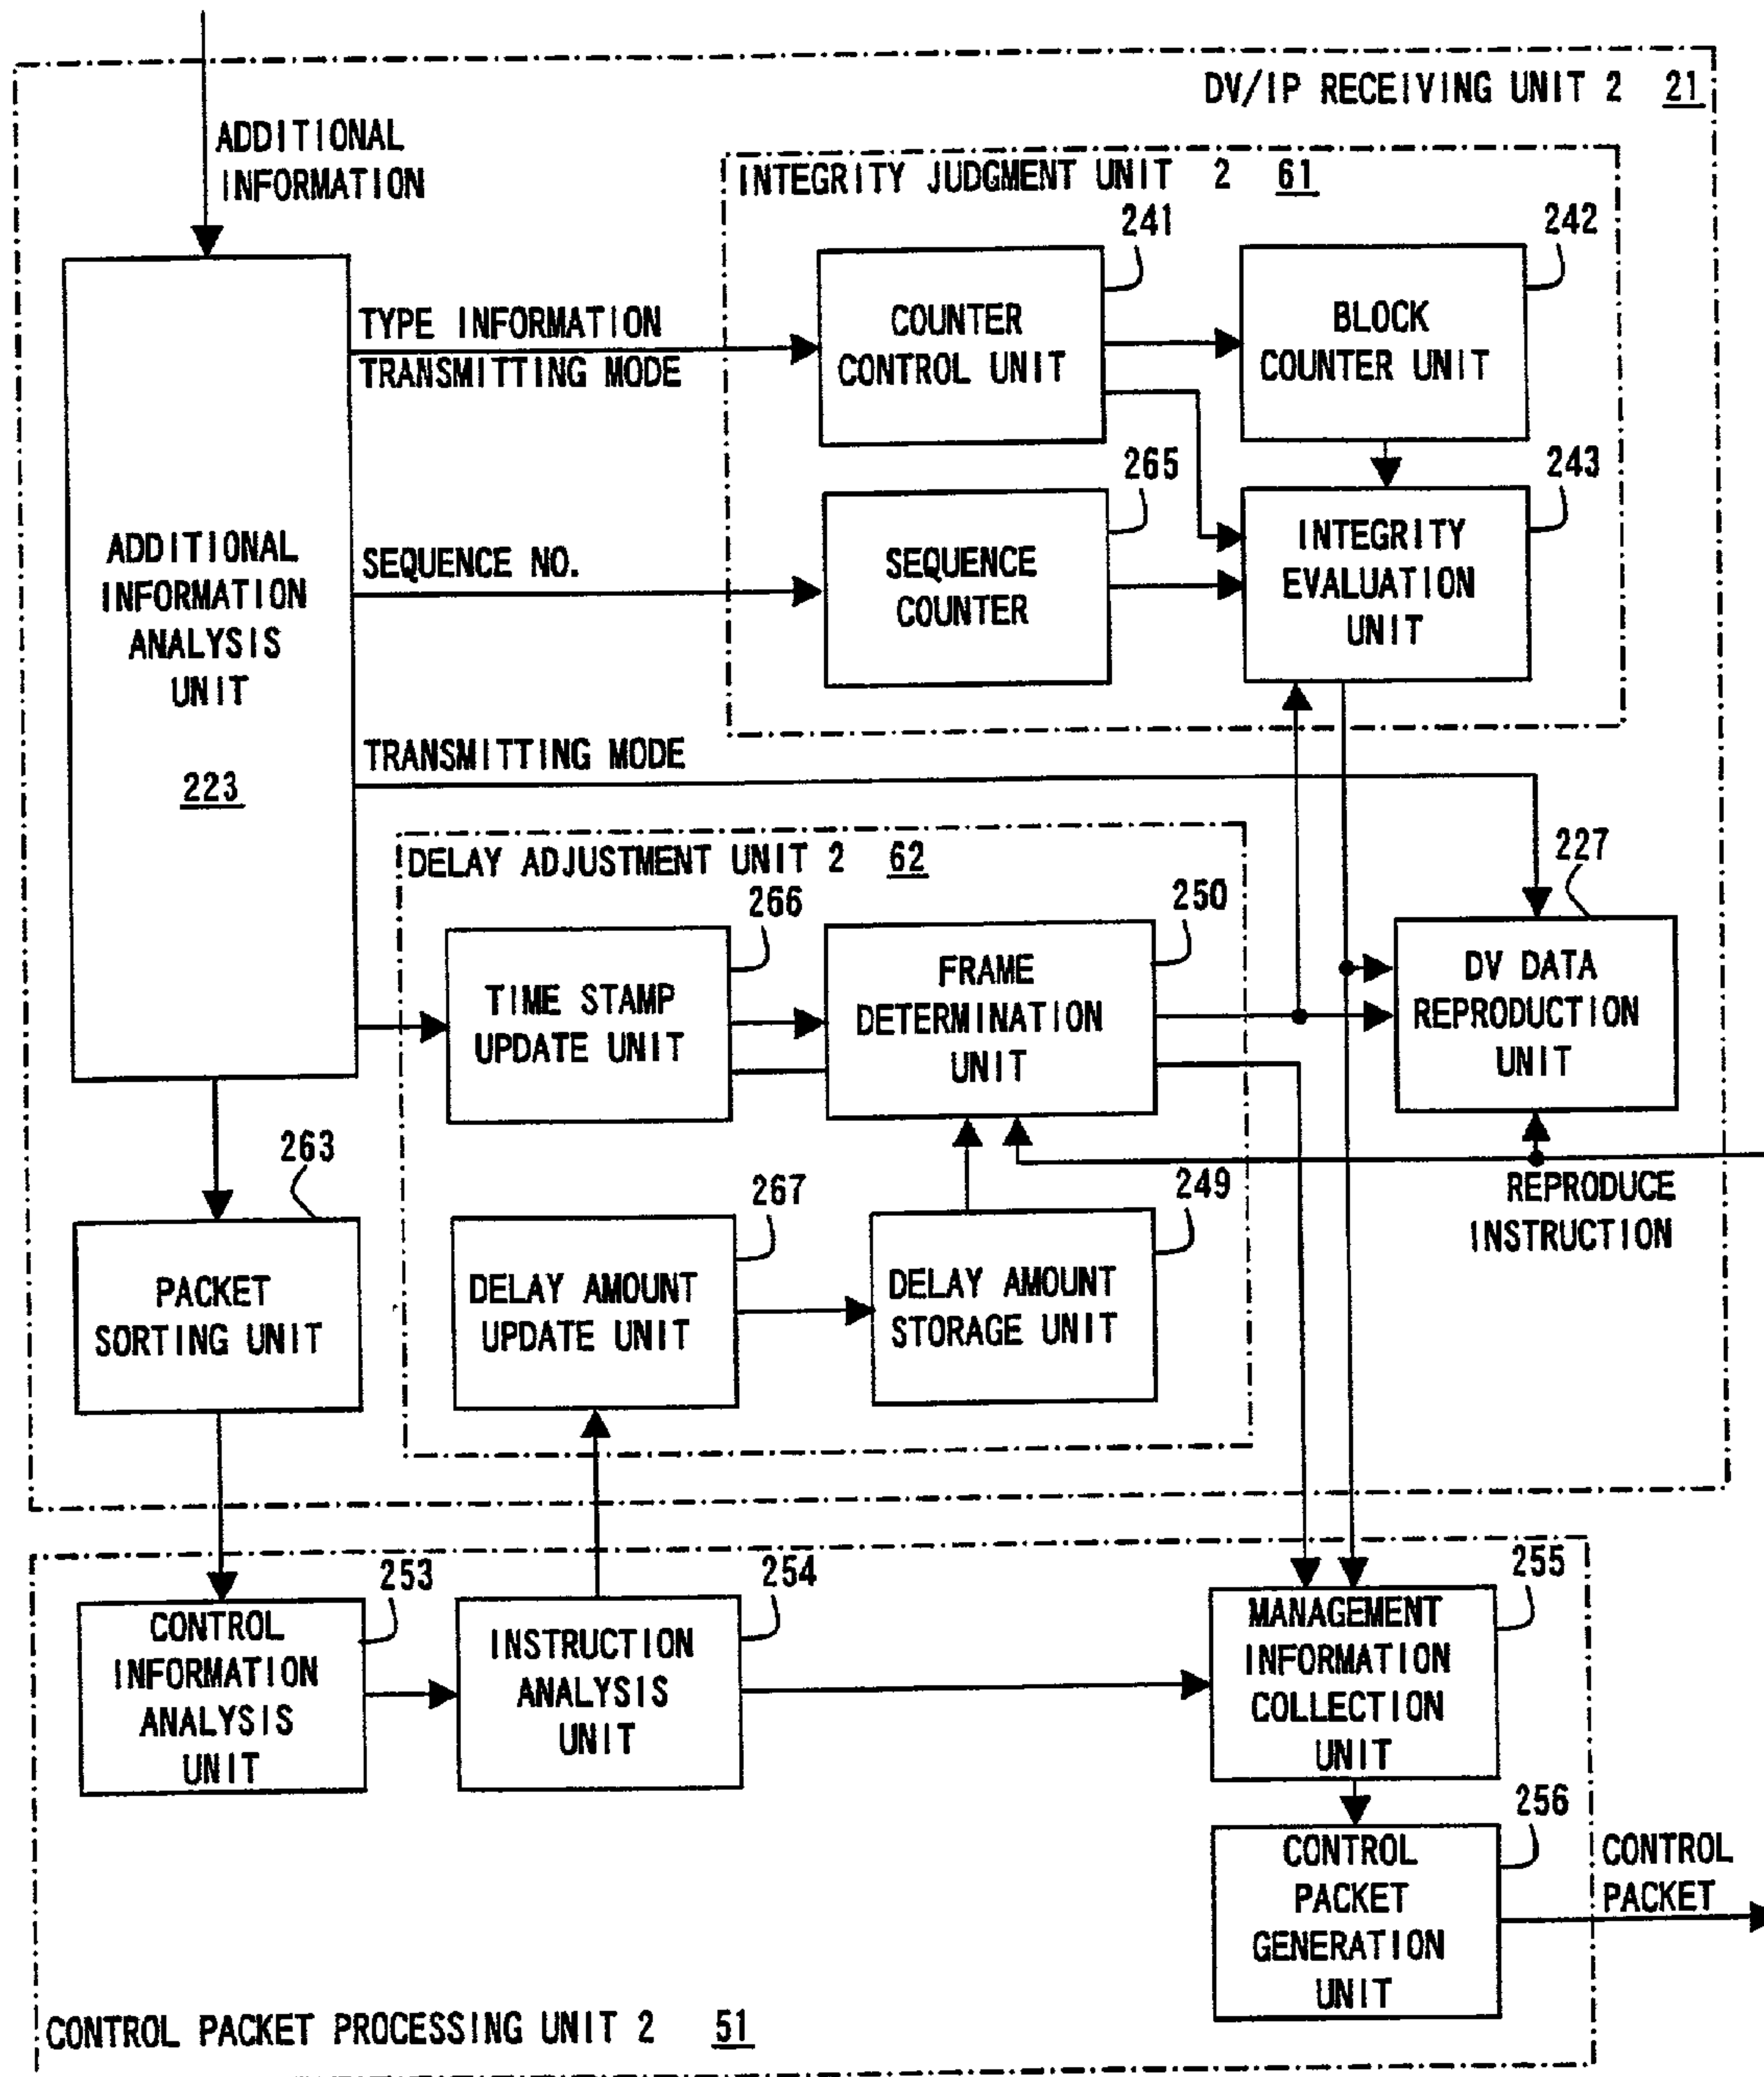 DV/IP RECEIVING UNIT 2 21
ADDITIONAL
INFORMATION
INTEGRITY JUDGMENT UNIT 2 61
241
242
COUNTER
CONTROL UNIT
BLOCK
COUNTER UNIT
TYPE INFORMATION
TRANSMITTING MODE
265
243
ADDITIONAL
INFORMATION
ANALYSIS
UNIT
223
SEQUENCE NO.
SEQUENCE
COUNTER
INTEGRITY
EVALUATION
UNIT
TRANSMITTING MODE
DELAY ADJUSTMENT UNIT 2 62
266
250
227
TIME STAMP
UPDATE UNIT
FRAME
DETERMINATION
UNIT
DV DATA
REPRODUCTION
UNIT
263
267
249
REPRODUCE
INSTRUCTION
PACKET
SORTING UNIT
DELAY AMOUNT
UPDATE UNIT
DELAY AMOUNT
STORAGE UNIT
253
254
255
CONTROL
INFORMATION
ANALYSIS
UNIT
INSTRUCTION
ANALYSIS
UNIT
MANAGEMENT
INFORMATION
COLLECTION
UNIT
256
CONTROL
PACKET
GENERATION
UNIT
CONTROL
PACKET
CONTROL PACKET PROCESSING UNIT 2 51